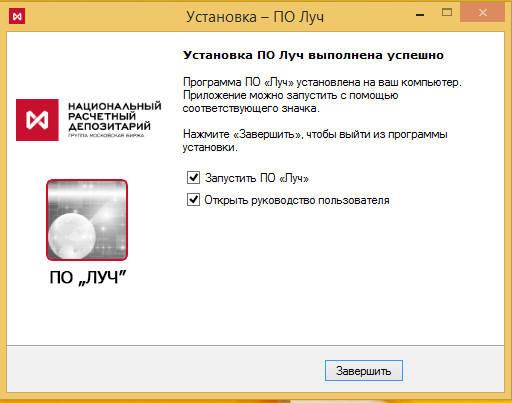 Установка – ПО Луч
Установка ПО Луч выполнена успешно
Программа ПО «Луч» установлена на ваш компьютер.
Приложение можно запустить с помощью
соответствующего значка.
Нажмите «Завершить», чтобы выйти из программы
установки.
Запустить ПО «Луч»
Открыть руководство пользователя
НАЦИОНАЛЬНЫЙ
РАСЧЕТНЫЙ
ДЕПОЗИТАРИЙ
ГРУППА МОСКОВСКАЯ БИРЖА
ПО „ЛУЧ”
Завершить